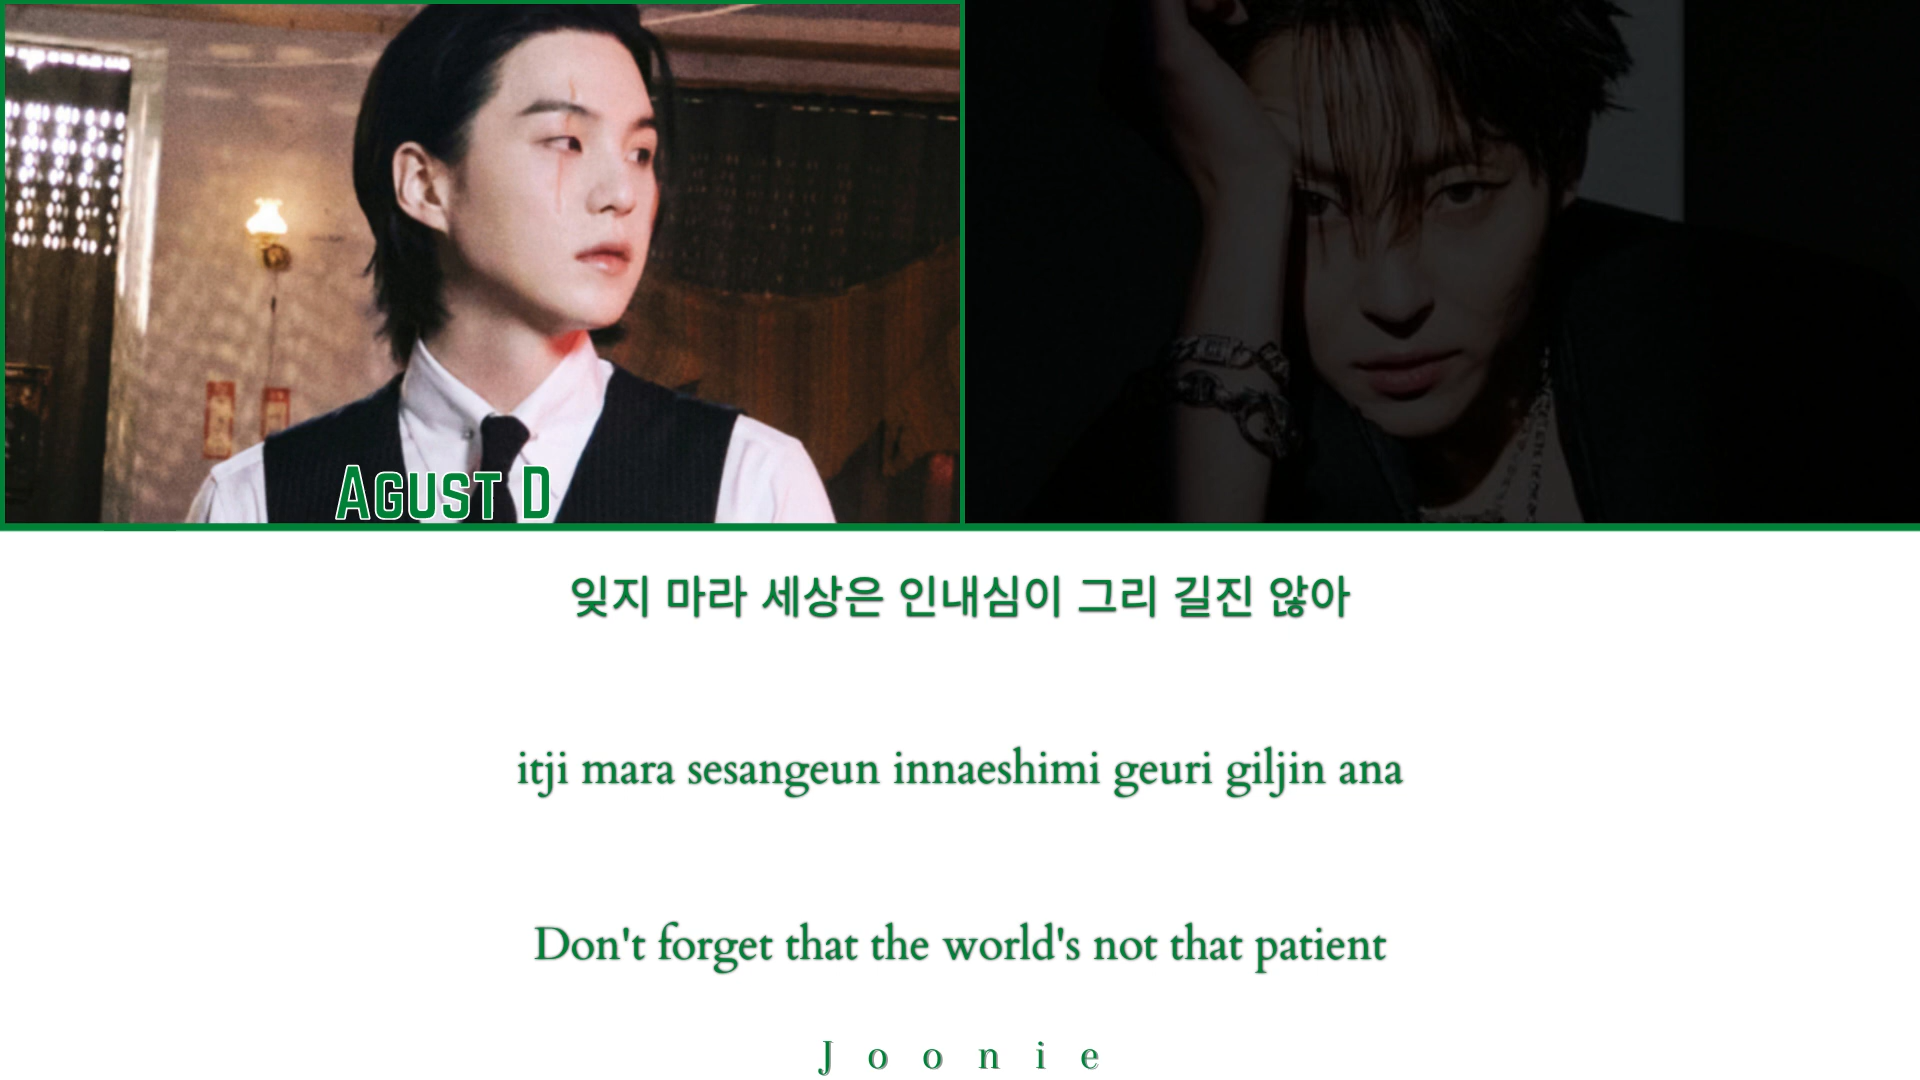 AGUST D
잊지 마라 세상은 인내심이 그리 길진 않아
itji mara sesangeun innaeshimi geuri giljin ana
Don't forget that the world's not that patient
Joonie